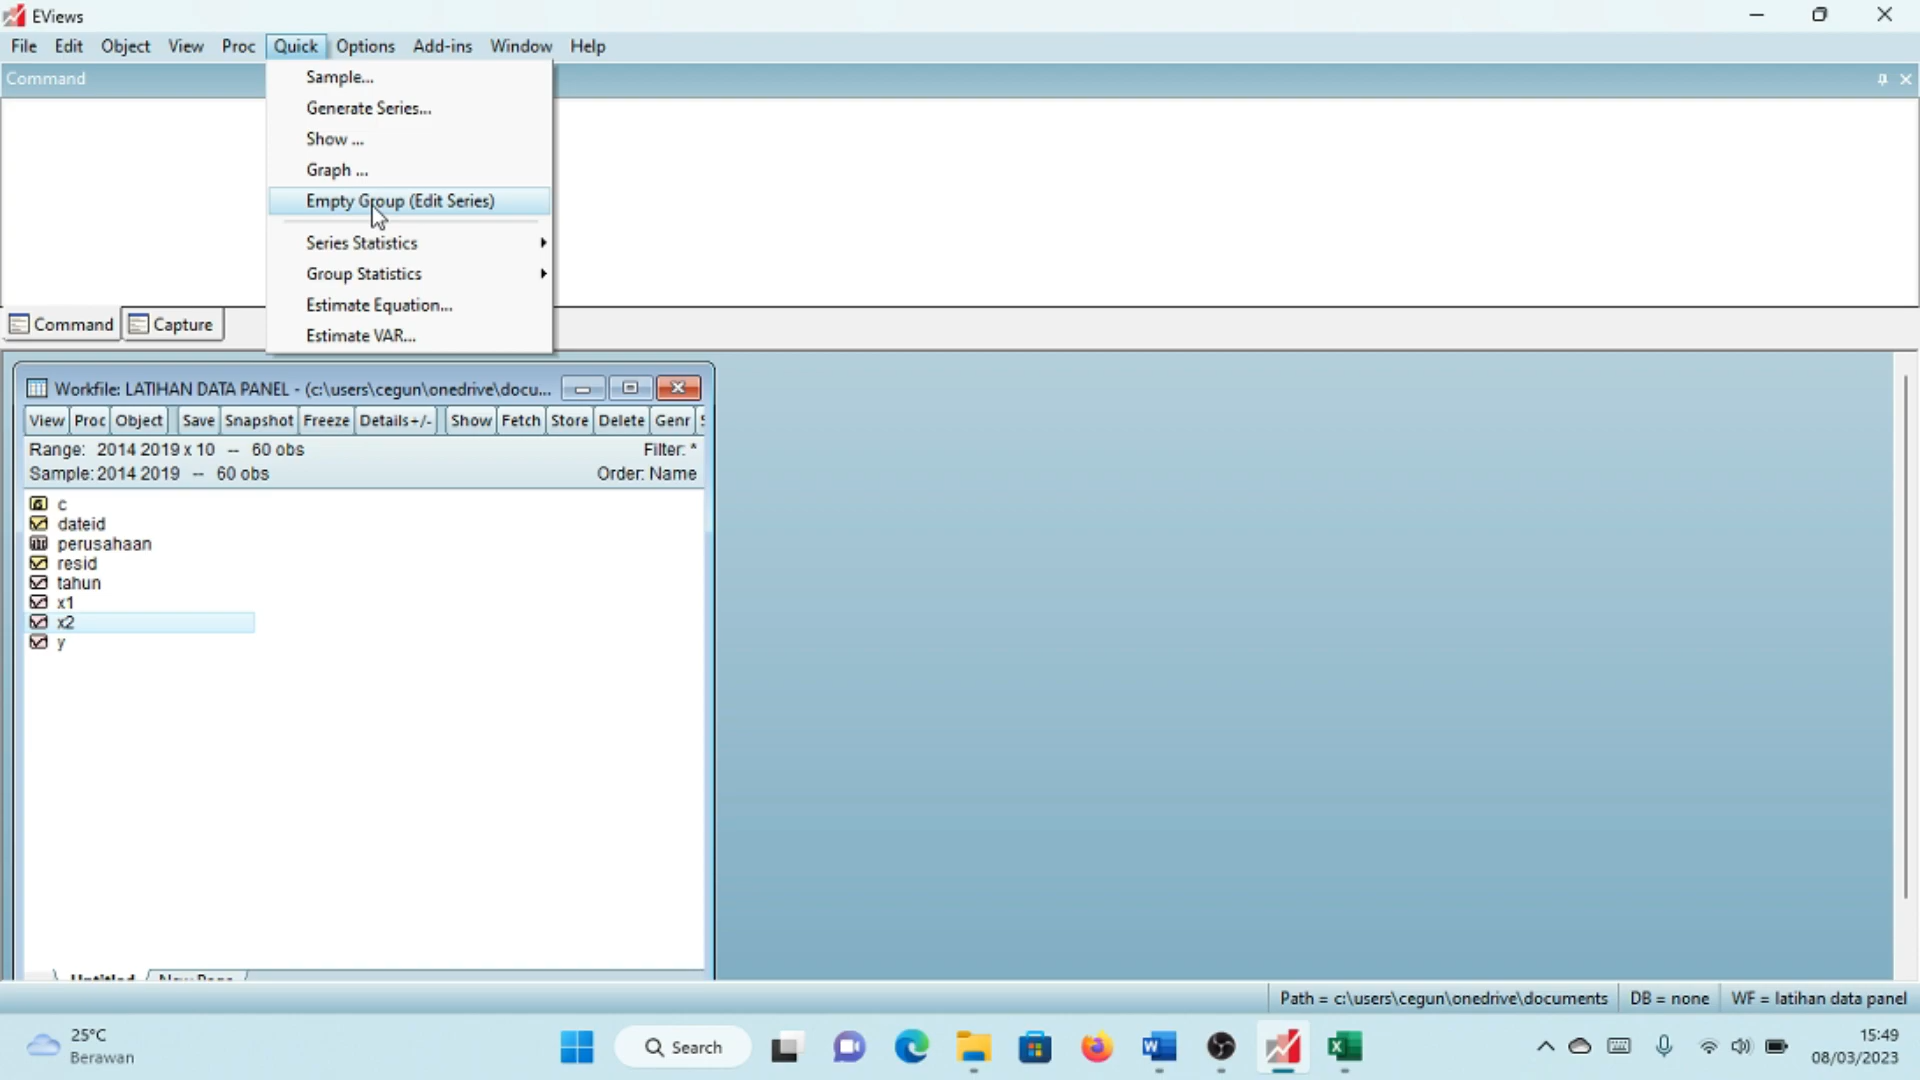 EViews
File Edit Object View Proc Quick Options Add-ins Window Help
Command
Sample...
Generate Series...
Show ...
Graph ...
Empty Group (Edit Series)
Series Statistics
Group Statistics
Estimate Equation...
Estimate VAR...
Command Capture
Workfile: LATIHAN DATA PANEL - (c:\users\cegun\onedrive\docu...
View Proc Object Save Snapshot Freeze Details+/- Show Fetch Store Delete Genr
Range: 2014 2019 x 10 -- 60 obs Filter: *
Sample: 2014 2019 -- 60 obs Order: Name
c
dateid
perusahaan
resid
tahun
x1
x2
y
Untitled New Page
Path = c:\users\cegun\onedrive\documents DB = none WF = latihan data panel
25°C
Berawan
Search
15:49
08/03/2023